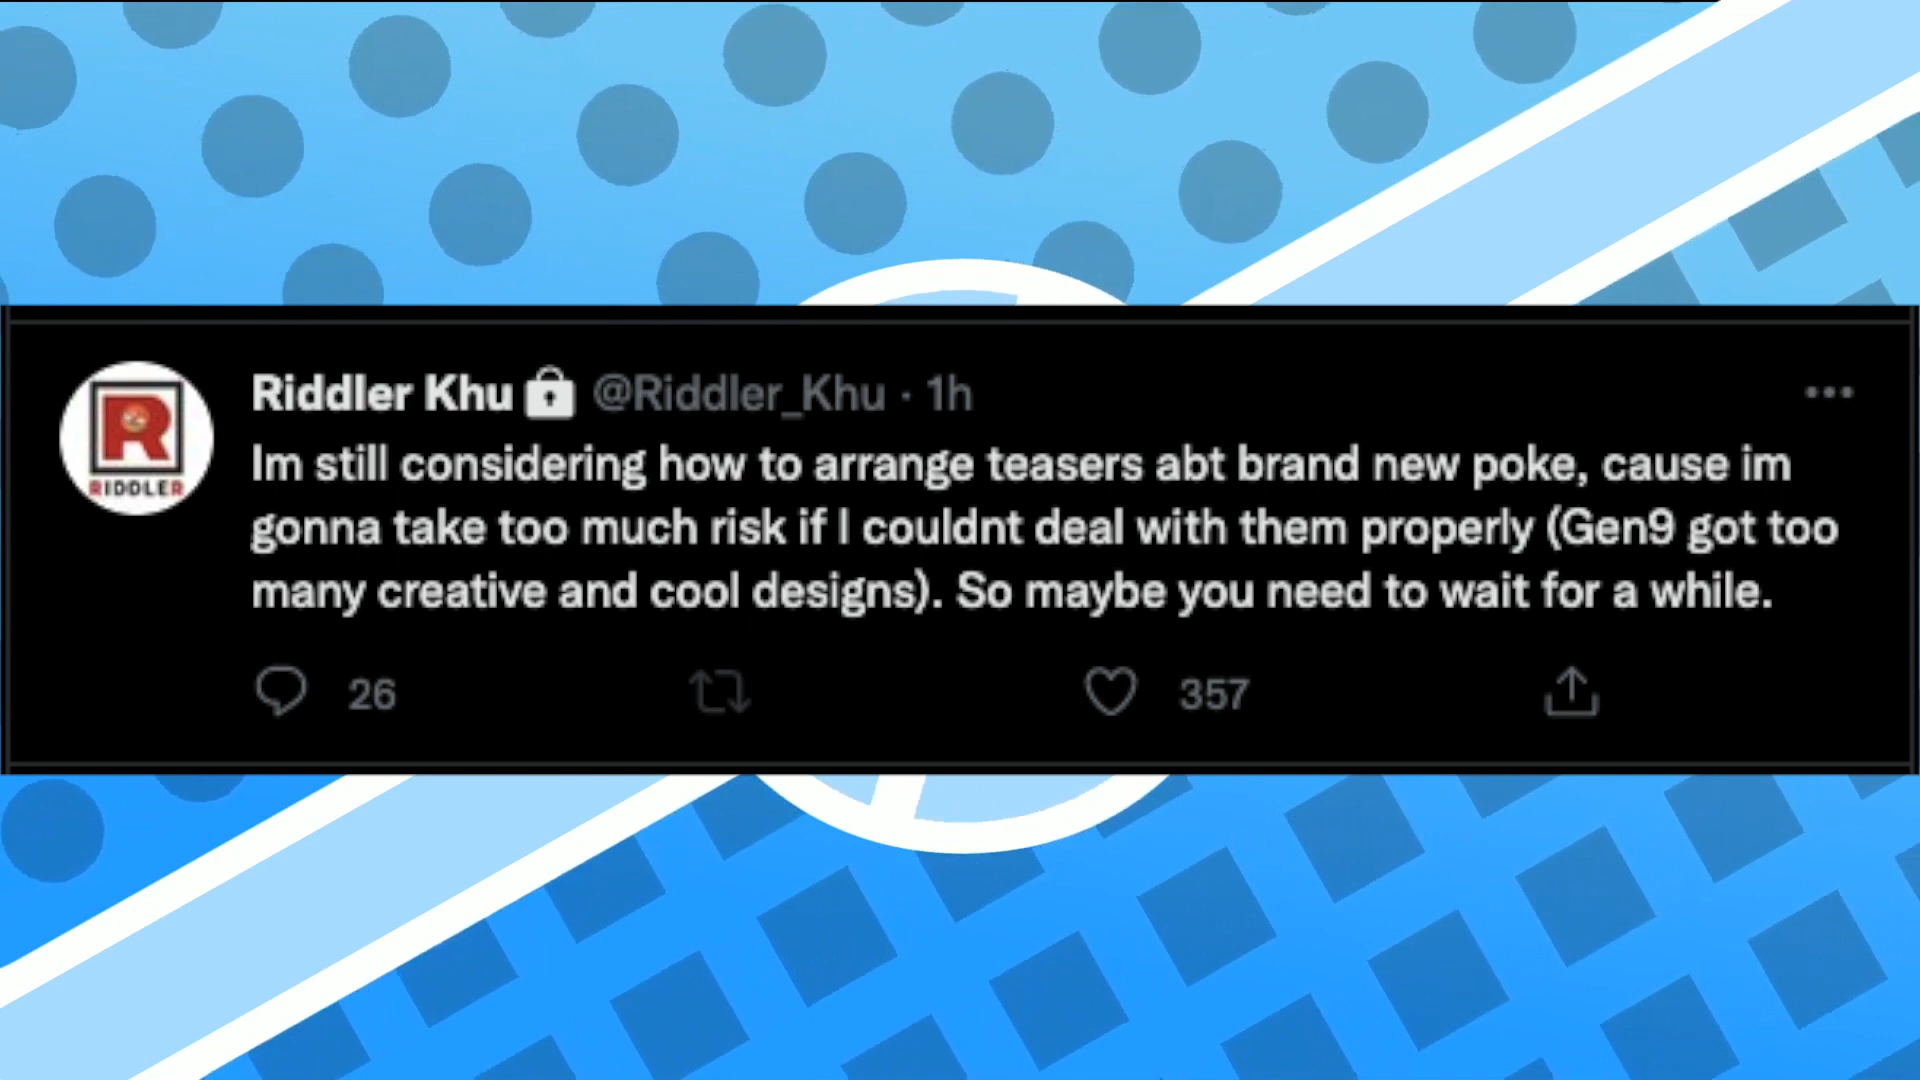 Riddler Khu @Riddler_Khu · 1h
Im still considering how to arrange teasers abt brand new poke, cause im
gonna take too much risk if I couldnt deal with them properly (Gen9 got too
many creative and cool designs). So maybe you need to wait for a while.
RIDDLER
26 357